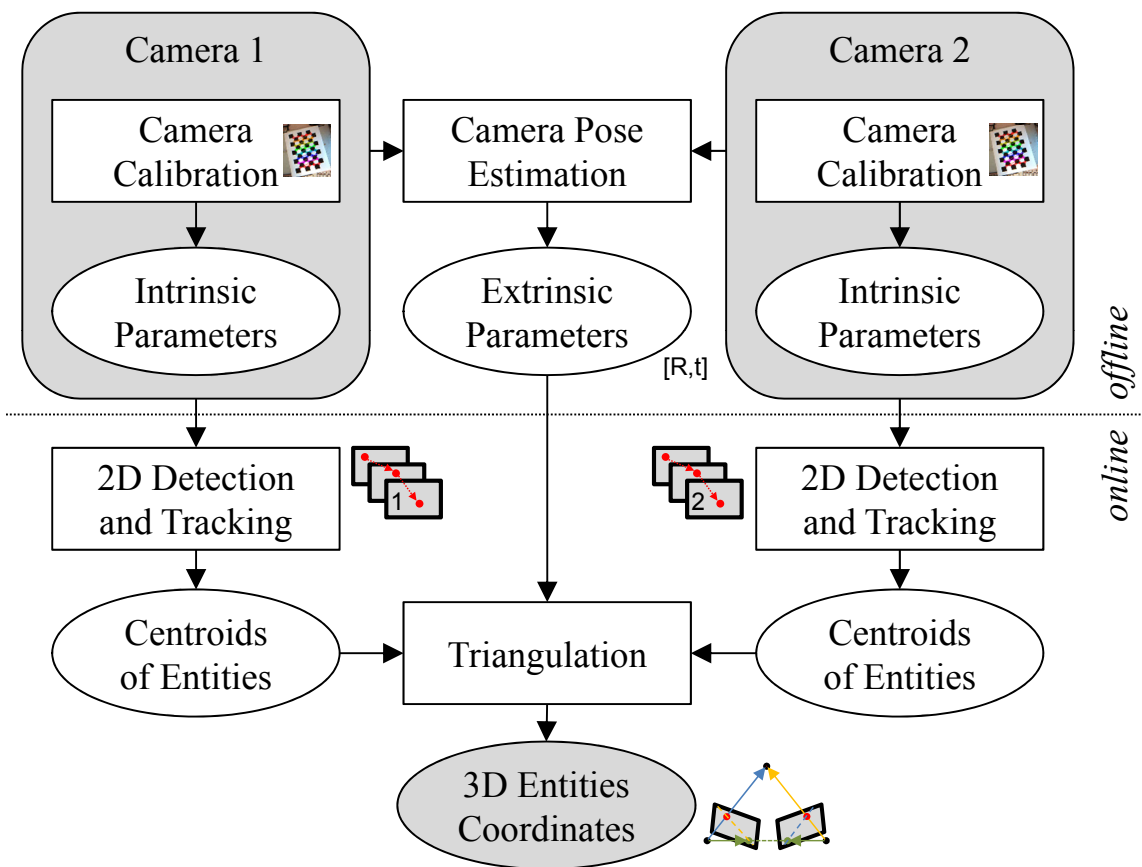 Camera 1
Camera 2
Camera
Calibration
Camera Pose
Estimation
Camera
Calibration
Intrinsic
Parameters
Extrinsic
Parameters
[R,t]
Intrinsic
Parameters
offline
online
2D Detection
and Tracking
1
2
2D Detection
and Tracking
Centroids
of Entities
Triangulation
Centroids
of Entities
3D Entities
Coordinates